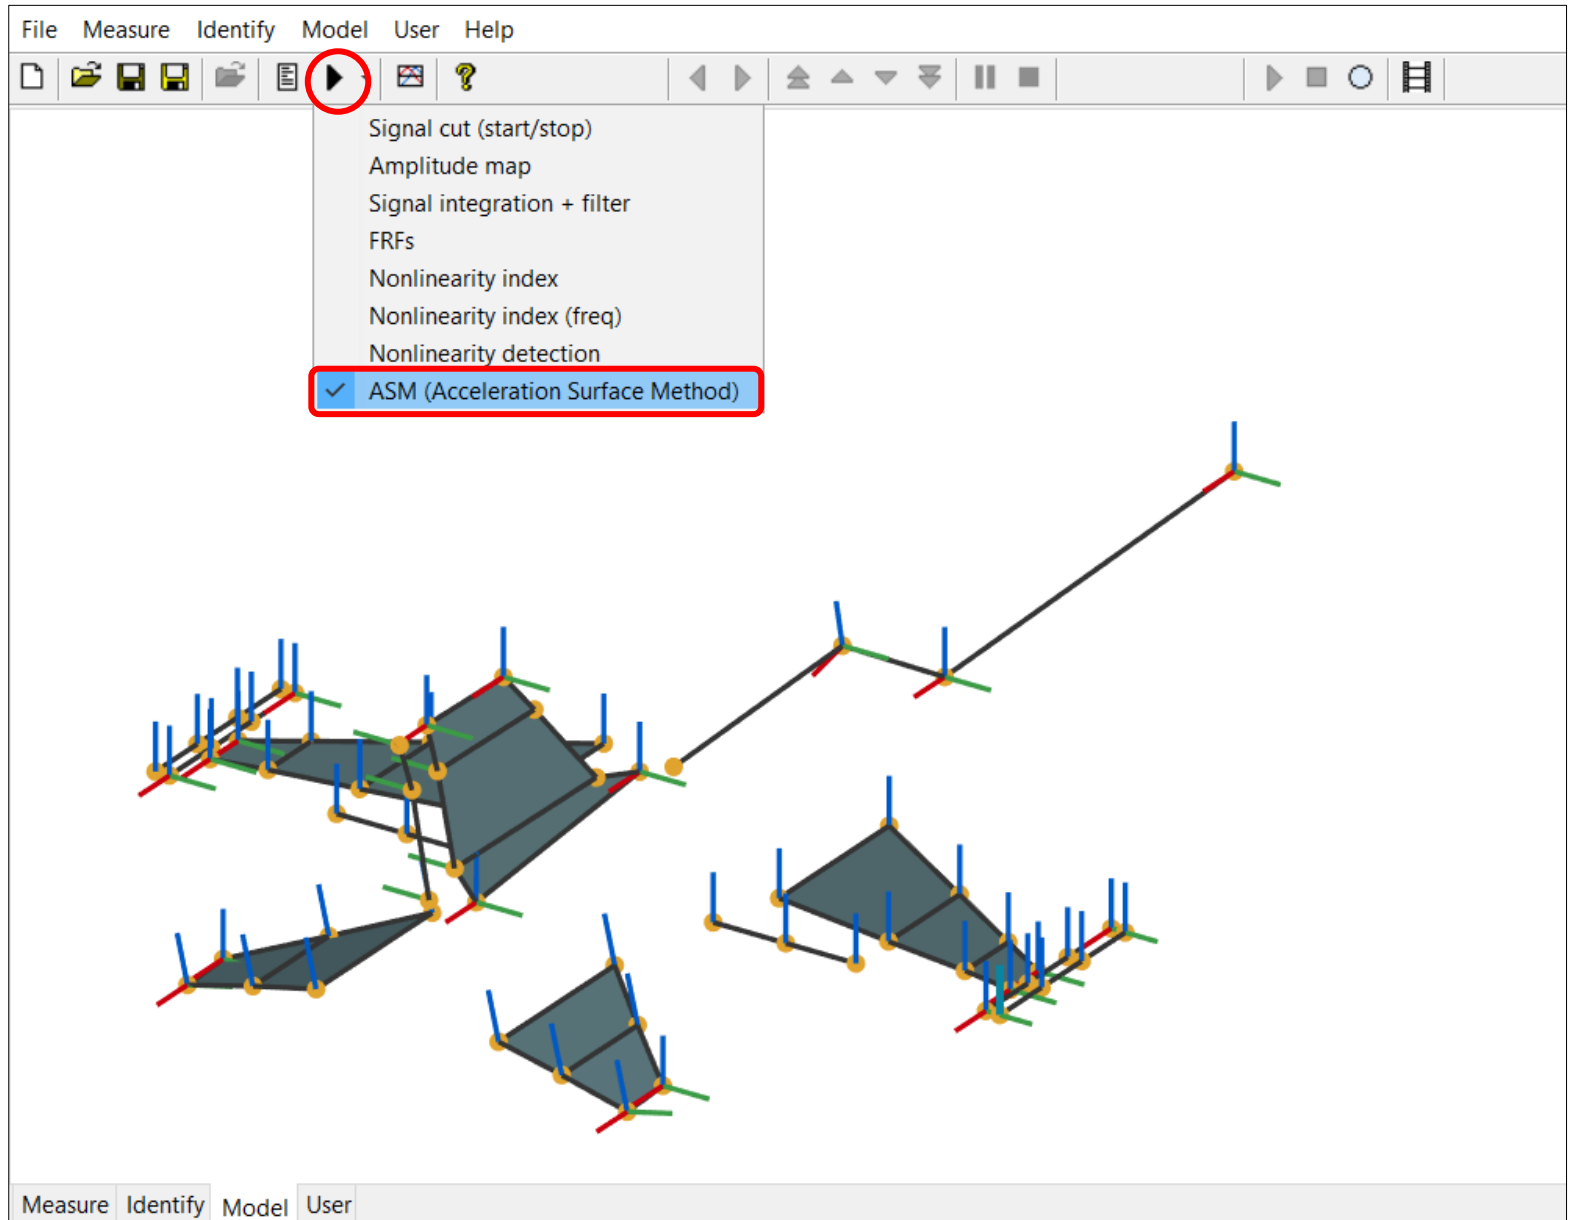 File Measure Identify Model User Help
Signal cut (start/stop)
Amplitude map
Signal integration + filter
FRFs
Nonlinearity index
Nonlinearity index (freq)
Nonlinearity detection
ASM (Acceleration Surface Method)
Measure Identify Model User